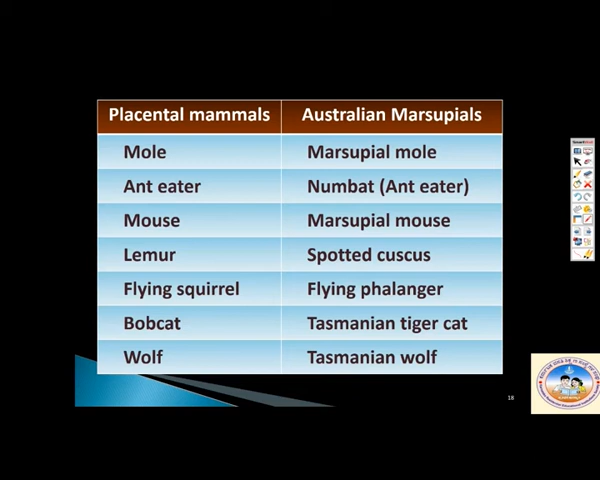 Placental mammals Australian Marsupials
Mole Marsupial mole
Ant eater Numbat (Ant eater)
Mouse Marsupial mouse
Lemur Spotted cuscus
Flying squirrel Flying phalanger
Bobcat Tasmanian tiger cat
Wolf Tasmanian wolf
18